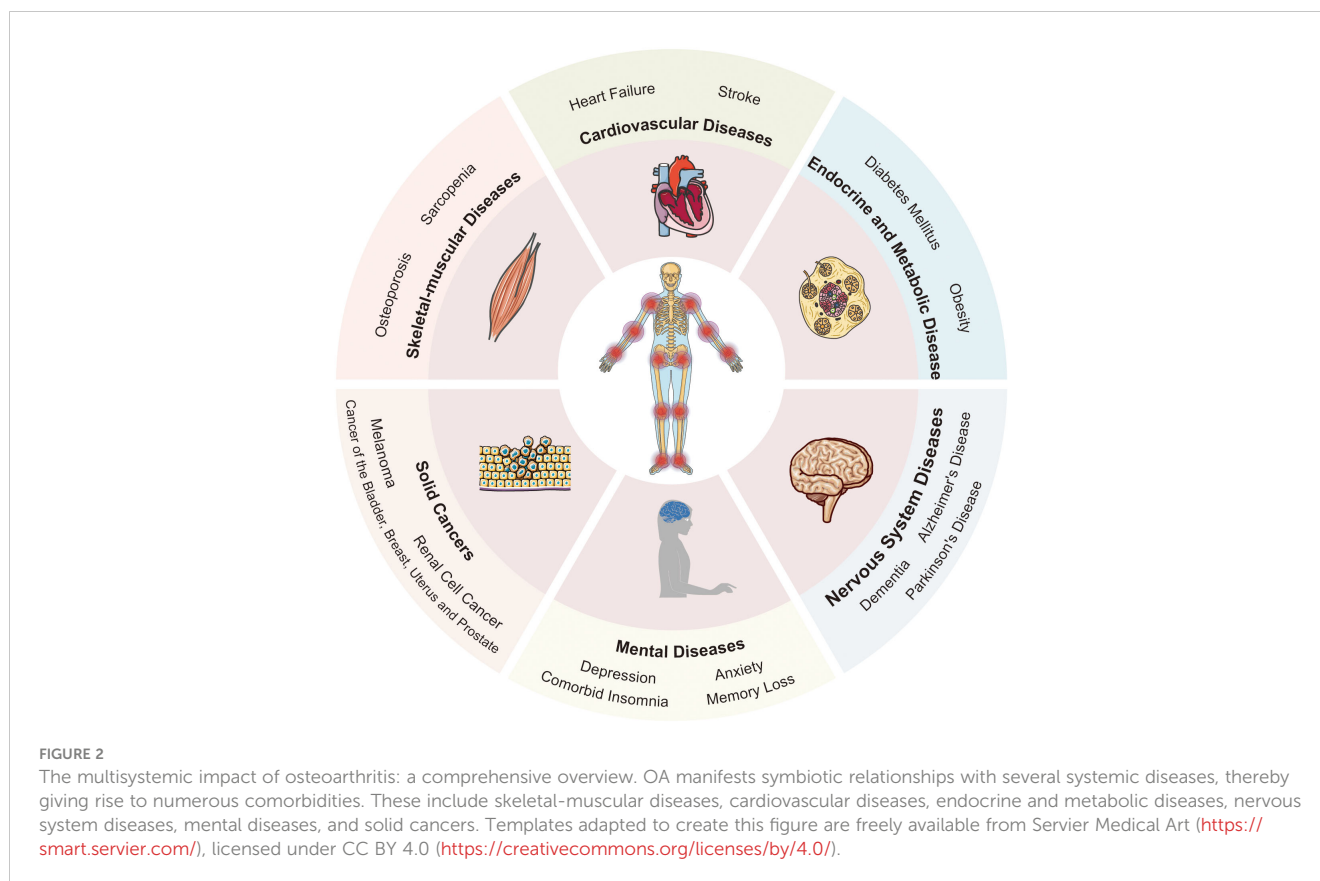 Heart Failure
Stroke
Cardiovascular Diseases
Diabetes Mellitus
Obesity
Endocrine and Metabolic Disease
Nervous System Diseases
Alzheimer's Disease
Dementia
Parkinson's Disease
Mental Diseases
Depression
Anxiety
Comorbid Insomnia
Memory Loss
Solid Cancers
Melanoma
Renal Cell Cancer
Cancer of the Bladder, Breast, Uterus and Prostate
Skeletal-muscular Diseases
Osteoporosis
Sarcopenia
FIGURE 2
The multisystemic impact of osteoarthritis: a comprehensive overview. OA manifests symbiotic relationships with several systemic diseases, thereby
giving rise to numerous comorbidities. These include skeletal-muscular diseases, cardiovascular diseases, endocrine and metabolic diseases, nervous
system diseases, mental diseases, and solid cancers. Templates adapted to create this figure are freely available from Servier Medical Art (https://
smart.servier.com/), licensed under CC BY 4.0 (https://creativecommons.org/licenses/by/4.0/).